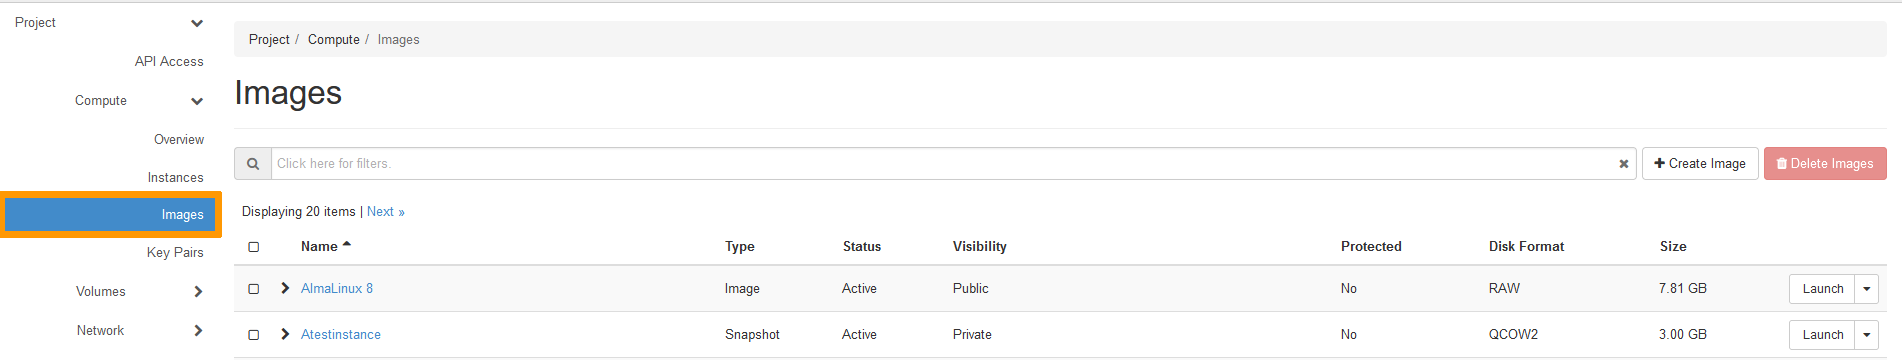 Project
API Access
Compute
Overview
Instances
Images
Key Pairs
Volumes
Network
Project / Compute / Images
Images
Click here for filters.
Create Image
Delete Images
Displaying 20 items | Next »
Name Type Status Visibility Protected Disk Format Size
AlmaLinux 8 Image Active Public No RAW 7.81 GB Launch
Atestinstance Snapshot Active Private No QCOW2 3.00 GB Launch